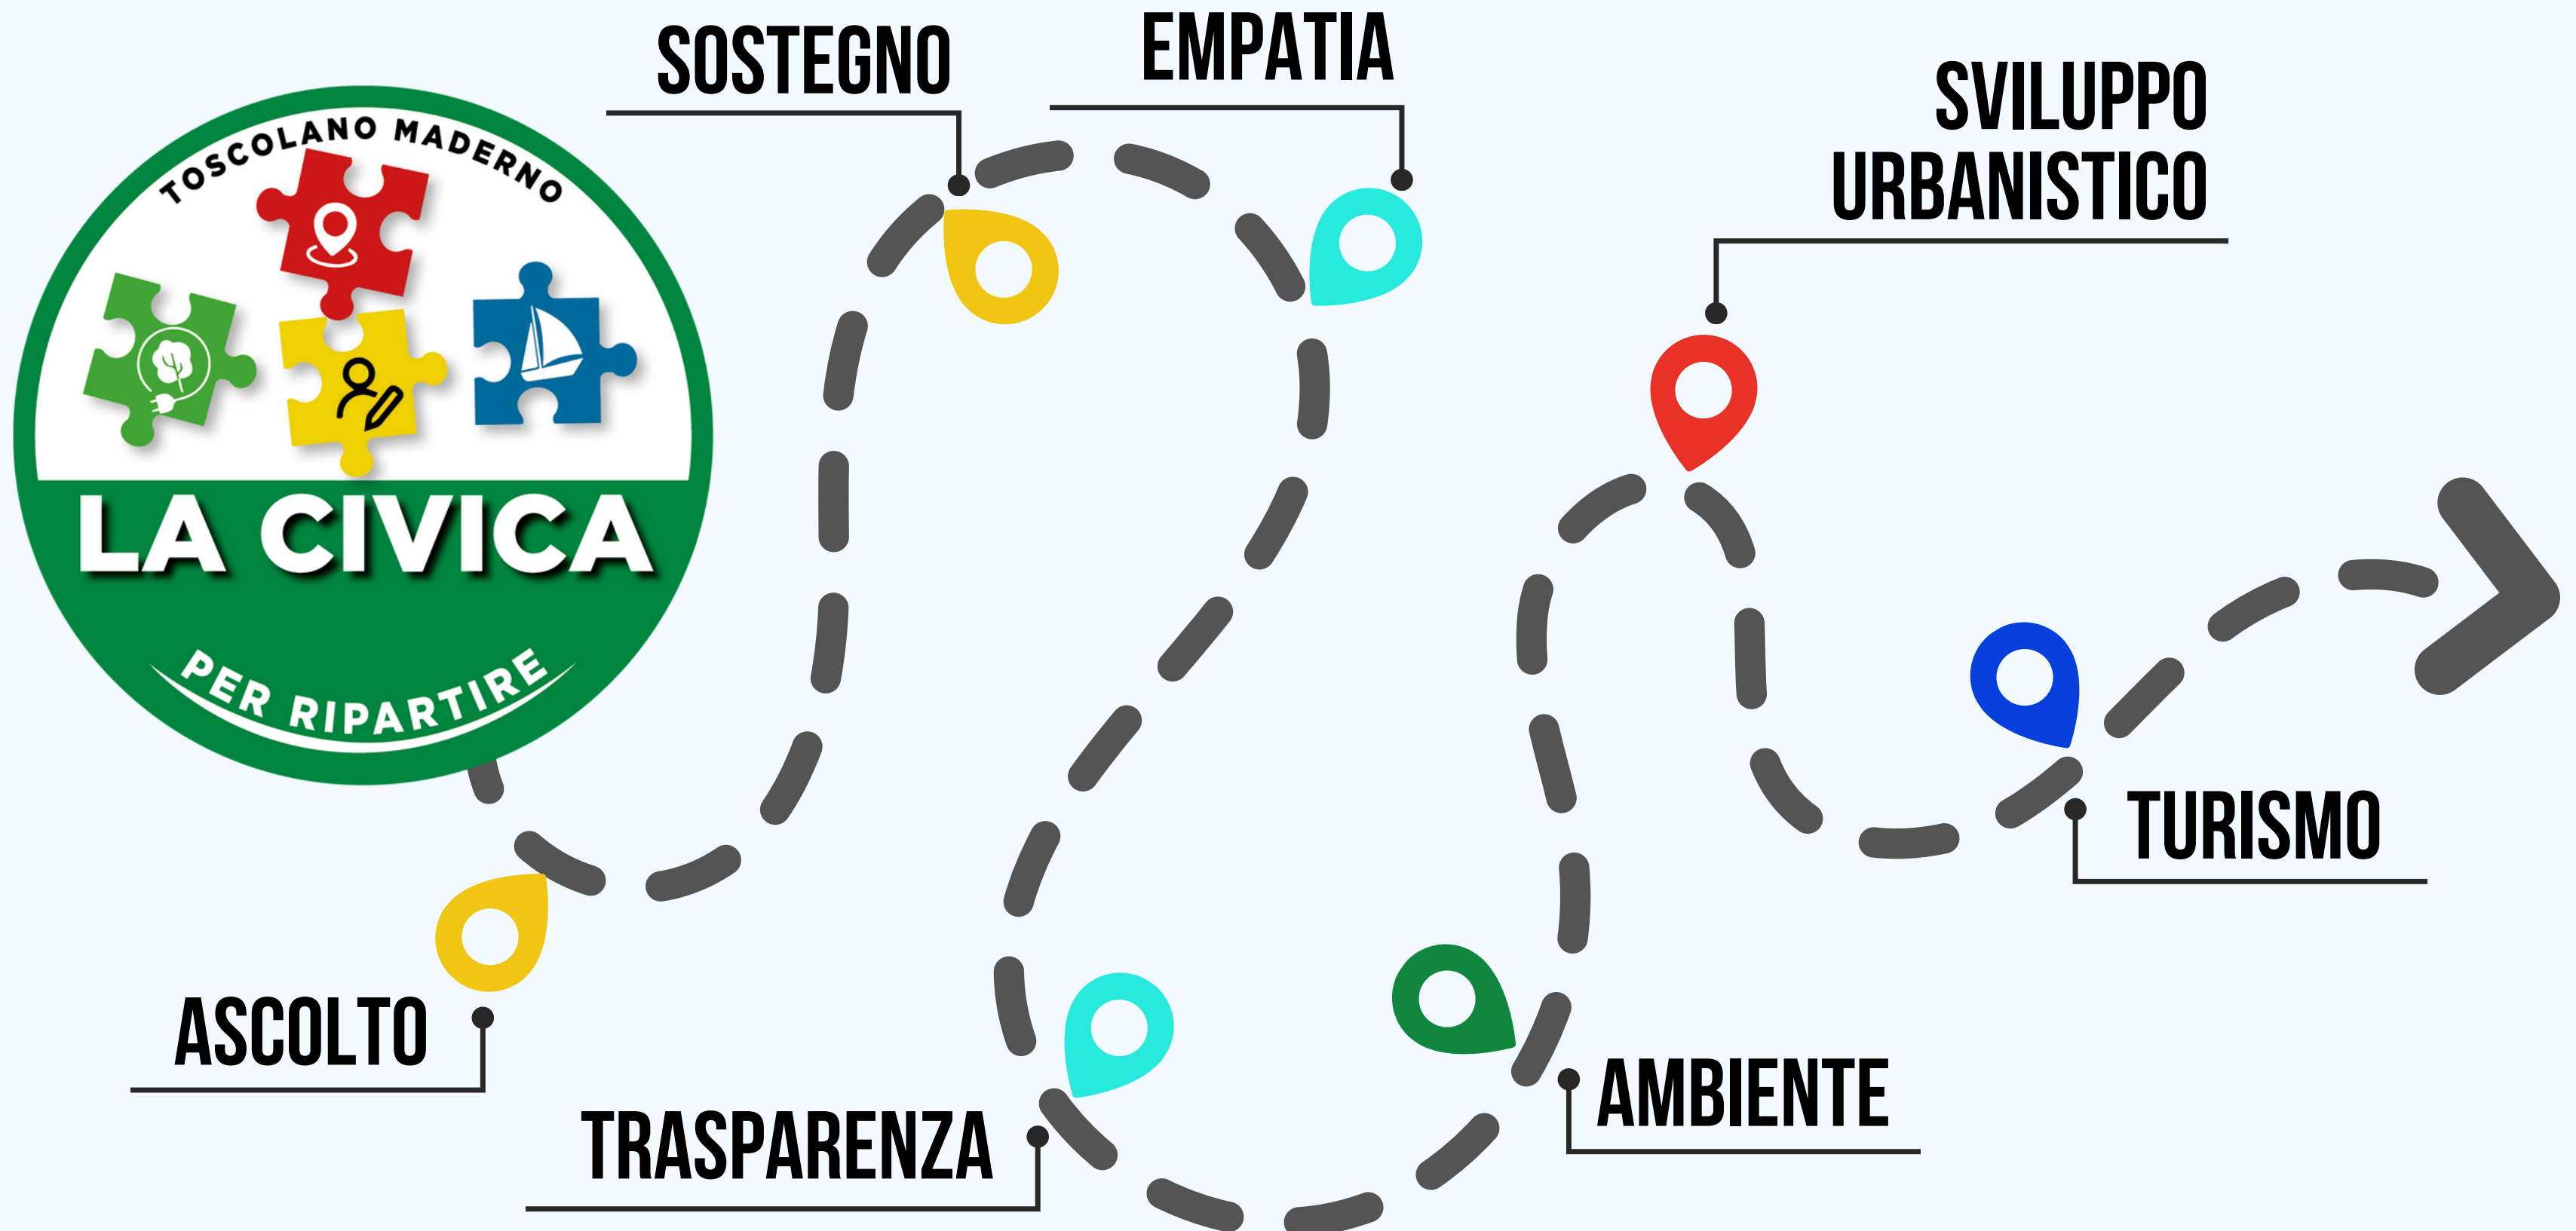 TOSCOLANO MADERNO
LA CIVICA
PER RIPARTIRE
ASCOLTO
SOSTEGNO
EMPATIA
TRASPARENZA
AMBIENTE
SVILUPPO
URBANISTICO
TURISMO